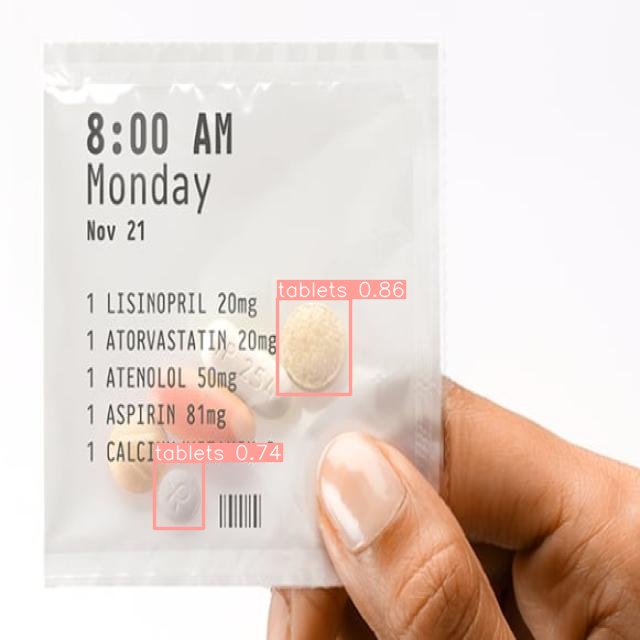 8:00 AM
Monday
Nov 21
1 LISINOPRIL 20mg
tablets 0.86
1 ATORVASTATIN 20mg
1 ATENOLOL 50mg
1 ASPIRIN 81mg
1
tablets 0.74